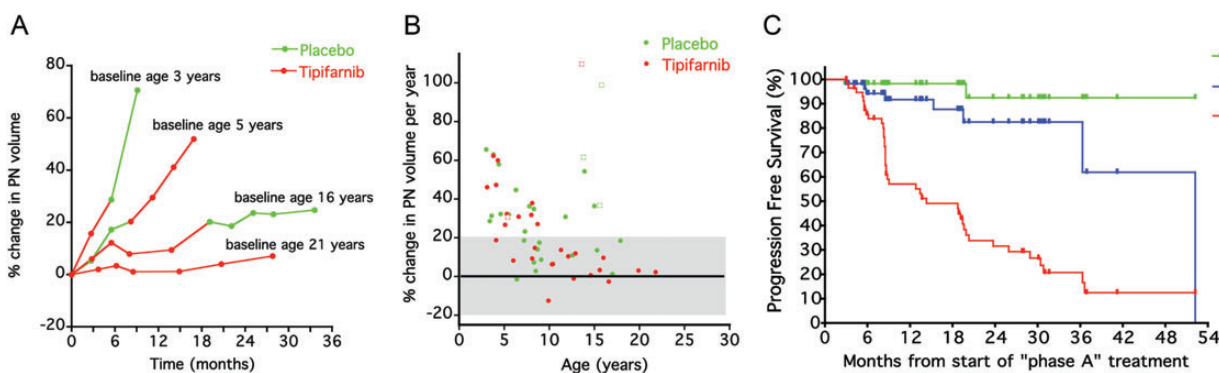 A
Placebo
Tipifarnib
% change in PN volume
80
60
40
20
0
-20
baseline age 3 years
baseline age 5 years
baseline age 16 years
baseline age 21 years
0 6 12 18 24 30 36
Time (months)
B
Placebo
Tipifarnib
% change in PN volume per year
100
80
60
40
20
0
-20
0 5 10 15 20 25 30
Age (years)
C
Progression Free Survival (%)
100
90
80
70
60
50
40
30
20
10
0
0 6 12 18 24 30 36 42 48 54
Months from start of "phase A" treatment